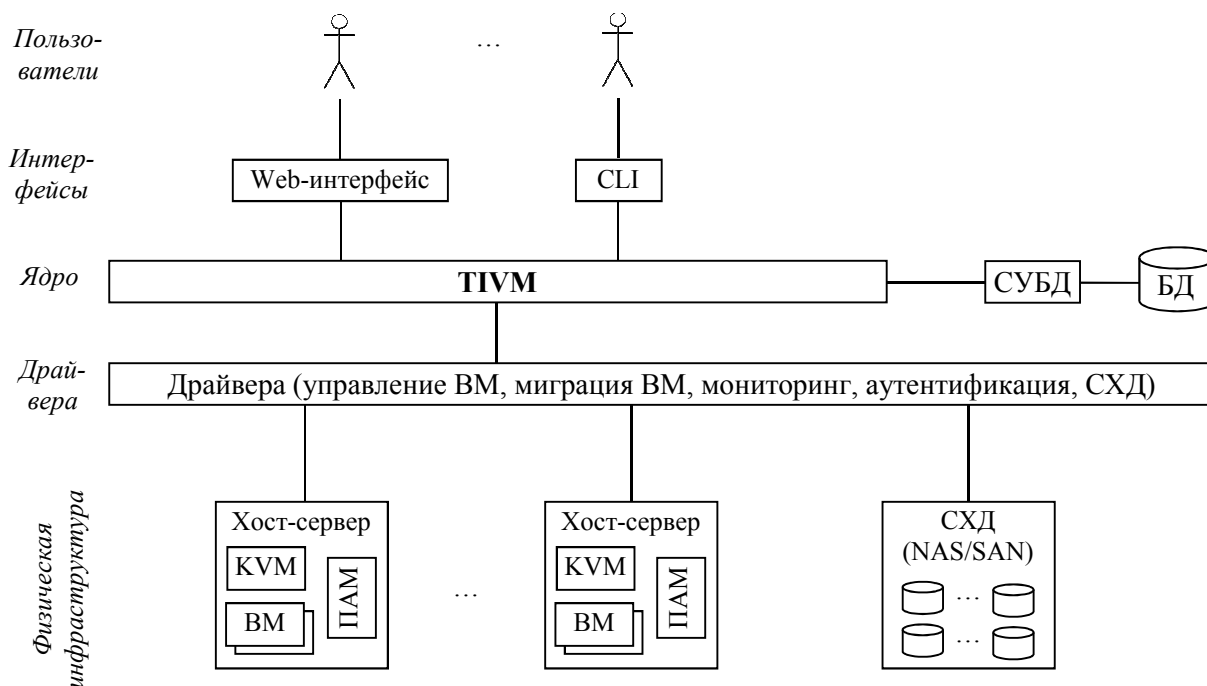 Пользо-
ватели
...
Интер-
фейсы
Web-интерфейс
CLI
Ядро
TIVM
СУБД
БД
Драй-
вера
Драйвера (управление ВМ, миграция ВМ, мониторинг, аутентификация, СХД)
Физическая
инфраструктура
Хост-сервер
KVM
ВМ
ПАМ
...
Хост-сервер
KVM
ВМ
ПАМ
СХД
(NAS/SAN)
...
...